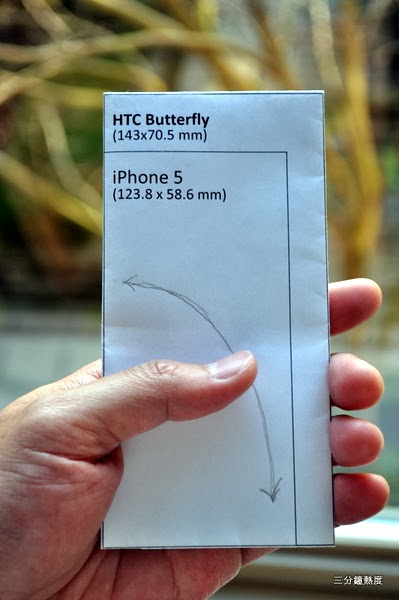 HTC Butterfly
(143x70.5 mm)
iPhone 5
(123.8 x 58.6 mm)
三分鐘熱度